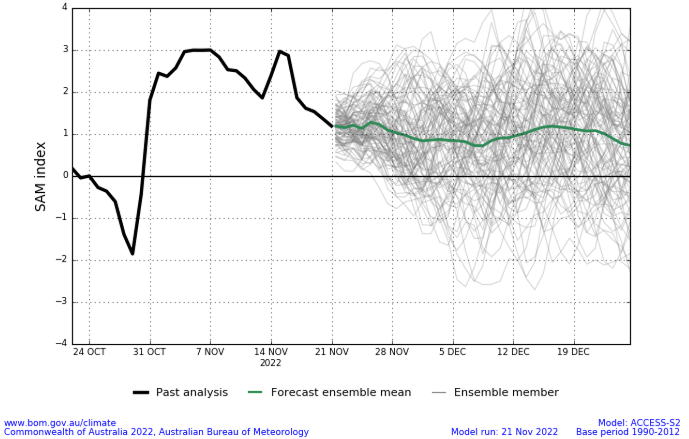 4
3
2
1
0
−1
−2
−3
−4
SAM index
24 OCT 31 OCT 7 NOV 14 NOV 21 NOV 28 NOV 5 DEC 12 DEC 19 DEC
2022
Past analysis Forecast ensemble mean Ensemble member
www.bom.gov.au/climate Model: ACCESS-S2
Commonwealth of Australia 2022, Australian Bureau of Meteorology Model run: 21 Nov 2022 Base period 1990-2012